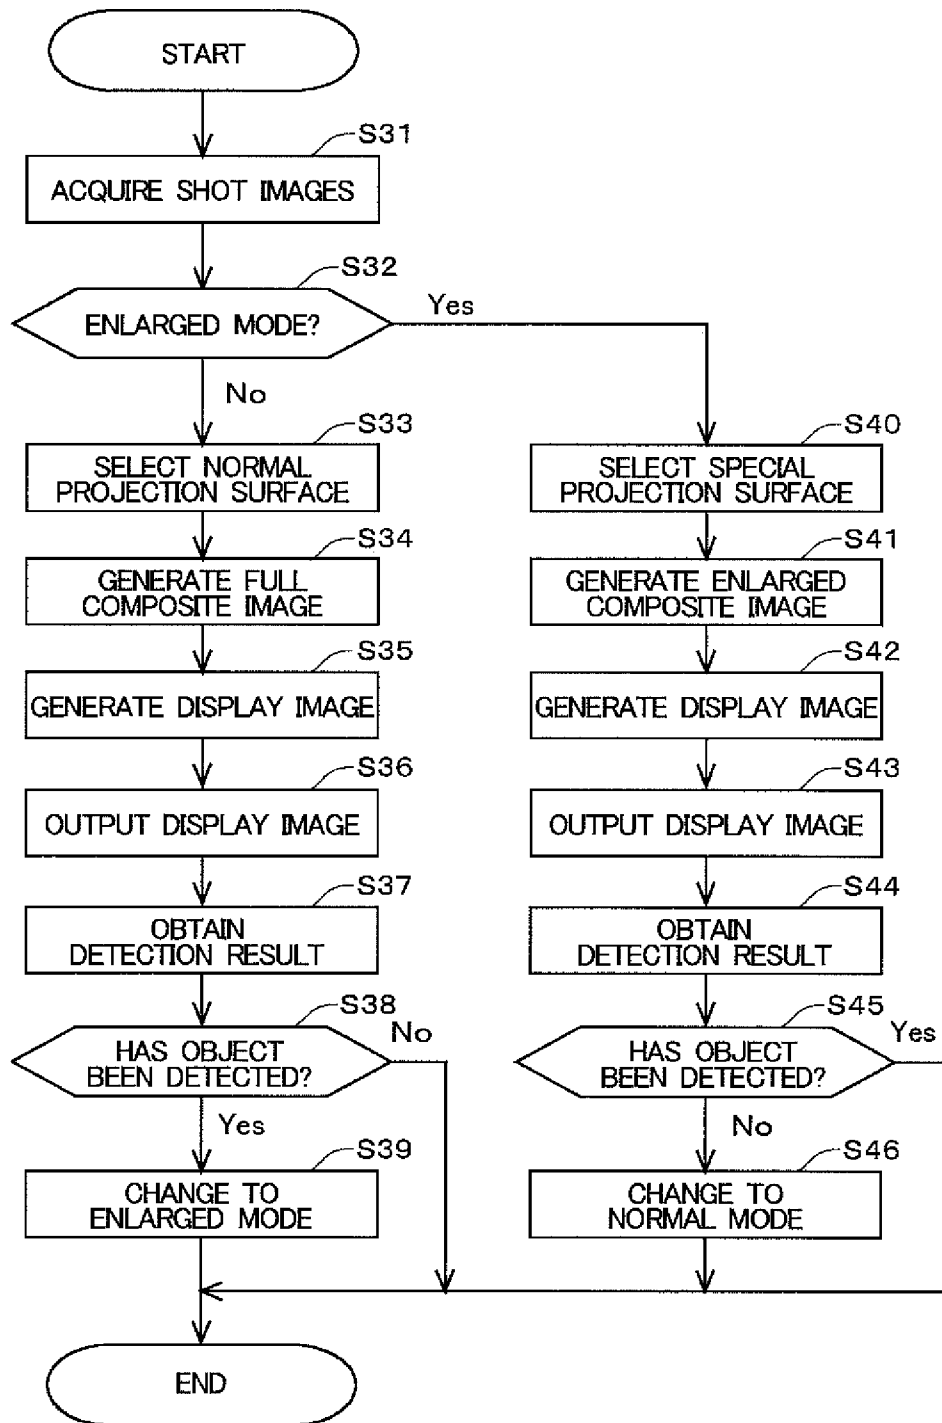 START
S31
ACQUIRE SHOT IMAGES
S32
ENLARGED MODE?
Yes
No
S33
SELECT NORMAL
PROJECTION SURFACE
S34
GENERATE FULL
COMPOSITE IMAGE
S35
GENERATE DISPLAY IMAGE
S36
OUTPUT DISPLAY IMAGE
S37
OBTAIN
DETECTION RESULT
S38
HAS OBJECT
BEEN DETECTED?
No
Yes
S39
CHANGE TO
ENLARGED MODE
S40
SELECT SPECIAL
PROJECTION SURFACE
S41
GENERATE ENLARGED
COMPOSITE IMAGE
S42
GENERATE DISPLAY IMAGE
S43
OUTPUT DISPLAY IMAGE
S44
OBTAIN
DETECTION RESULT
S45
HAS OBJECT
BEEN DETECTED?
Yes
No
S46
CHANGE TO
NORMAL MODE
END